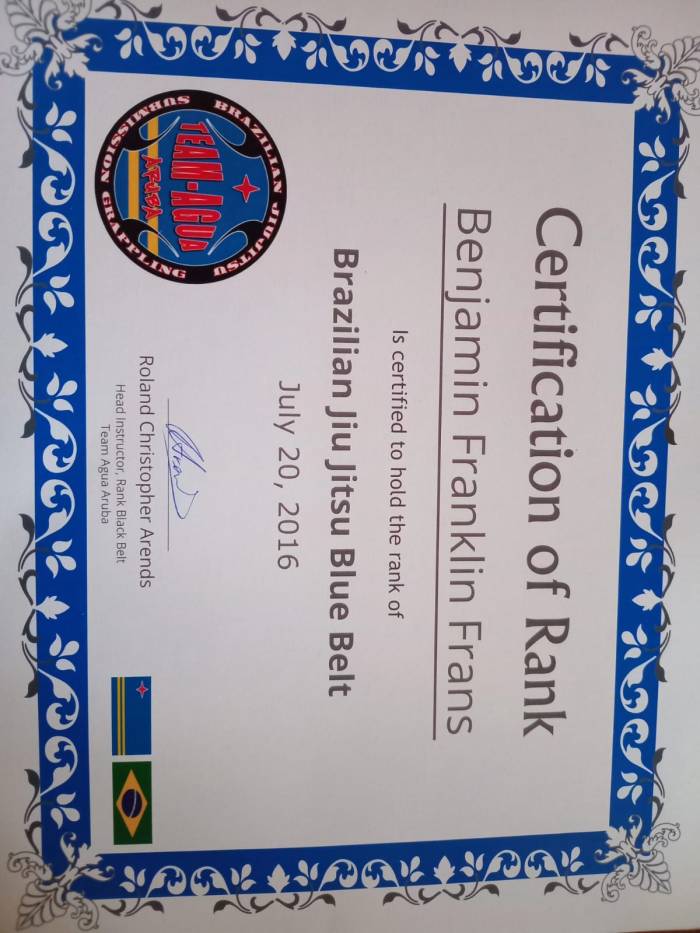 Certification of Rank
Benjamin Franklin Frans
Is certified to hold the rank of
Brazilian Jiu Jitsu Blue Belt
July 20, 2016
BRAZILIAN JIU-JITSU
TEAM-AGUA
ARUBA
SUBMISSION GRAPPLING
Roland Christopher Arends
Head Instructor, Rank Black Belt
Team Agua Aruba